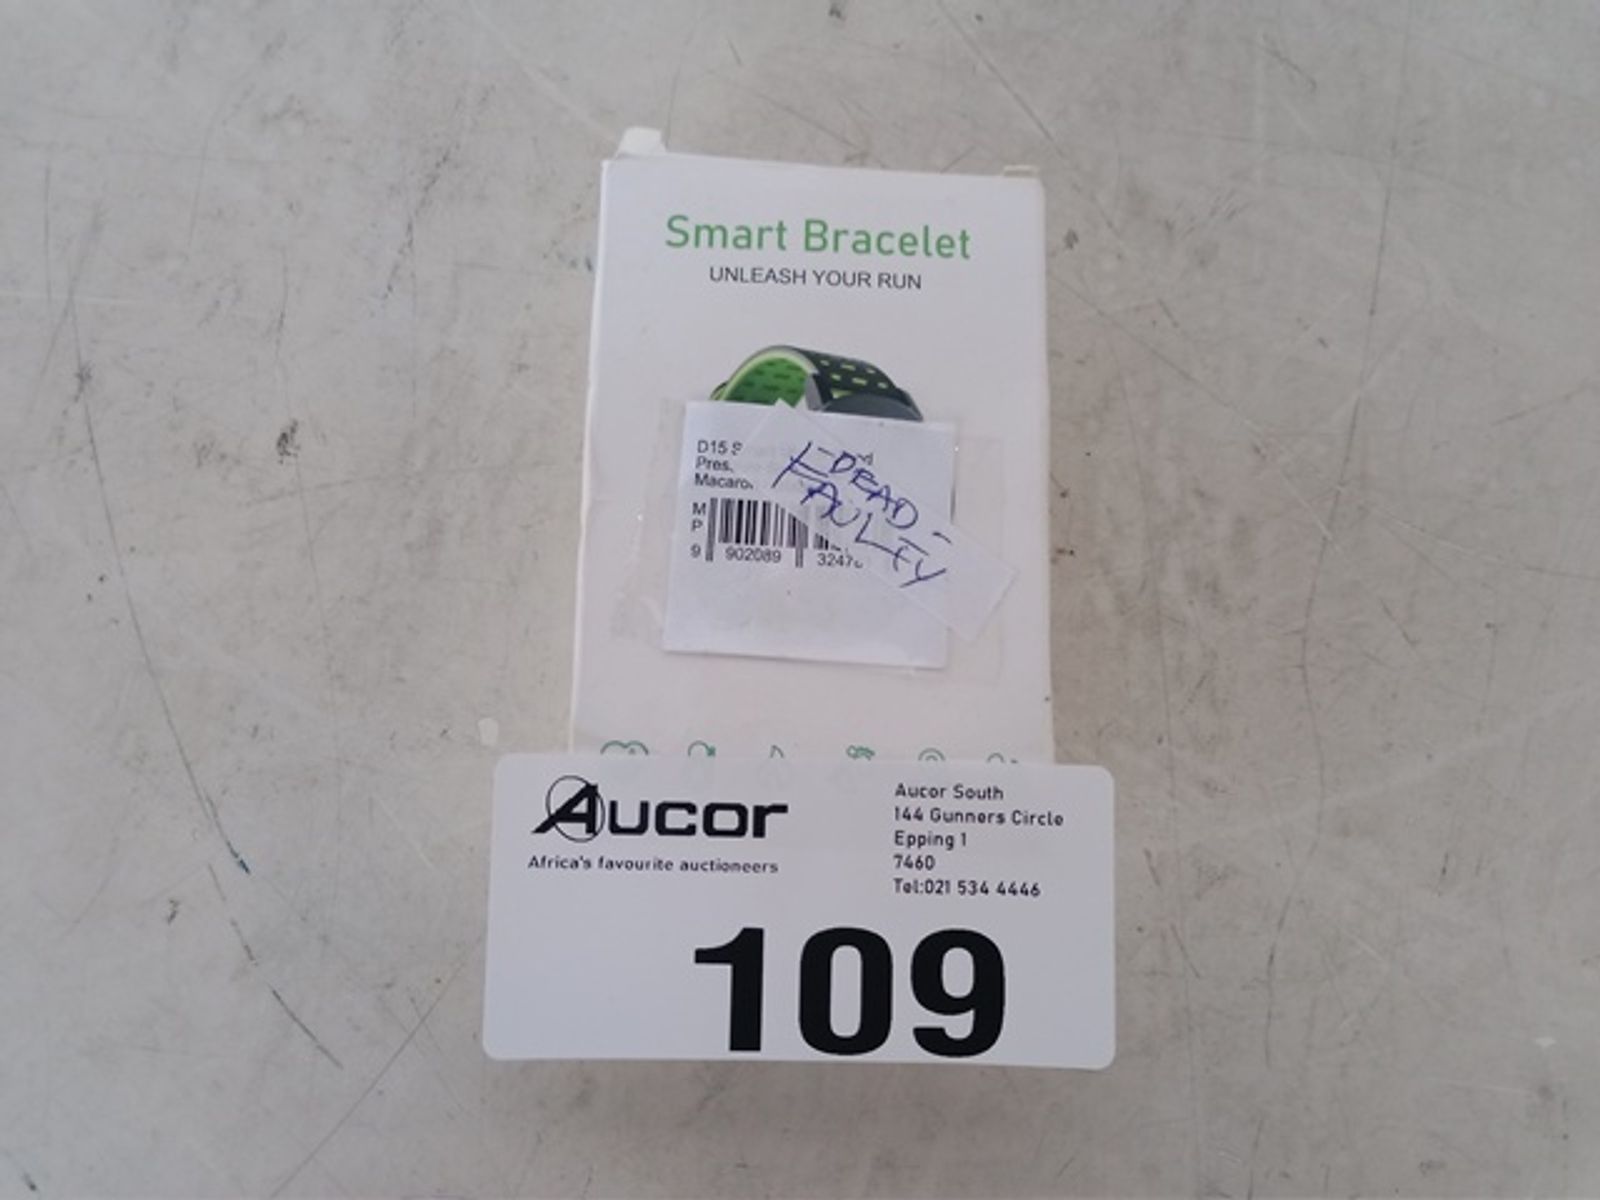 Smart Bracelet
UNLEASH YOUR RUN
D15
Pres.
Macaro
-DEAD-
FAULTY
M
P
9 902089 3247
Aucor
Africa's favourite auctioneers
Aucor South
144 Gunners Circle
Epping 1
7460
Tel:021 534 4446
109